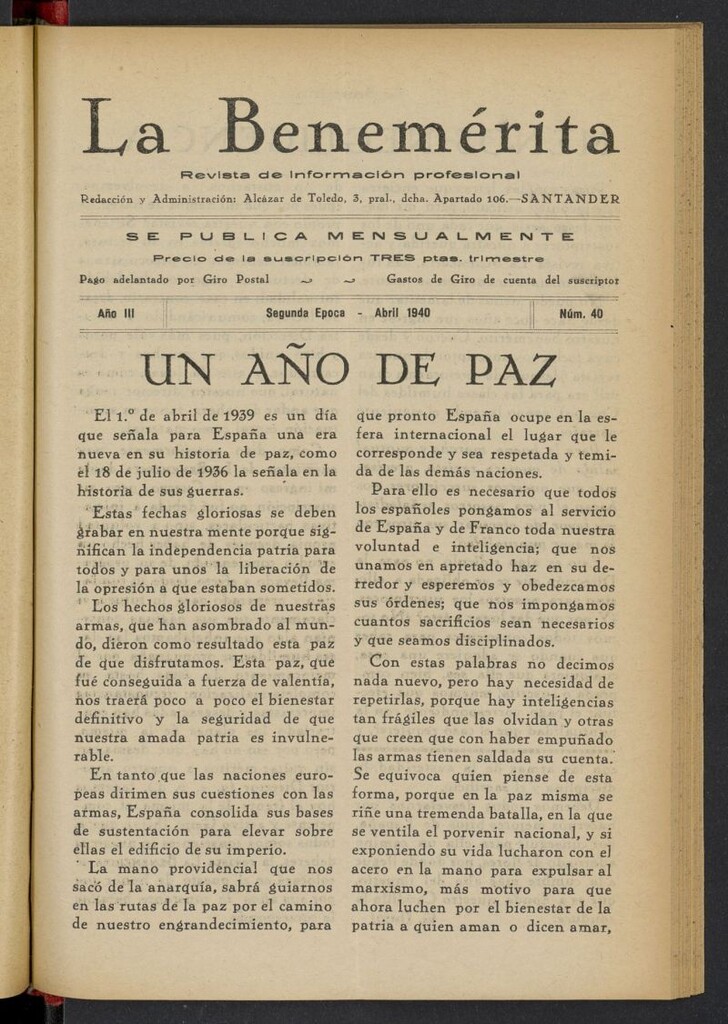 La Benemérita
Revista de Información profesional
Redacción y Administración: Alcázar de Toledo, 3, pral., dcha. Apartado 106.—SANTANDER
SE PUBLICA MENSUALMENTE
Precio de la suscripción TRES ptas. trimestre
Pago adelantado por Giro Postal Gastos de Giro de cuenta del suscriptor
Año III Segunda Epoca - Abril 1940 Núm. 40
UN AÑO DE PAZ
El 1.º de abril de 1939 es un día
que señala para España una era
nueva en su historia de paz, como
el 18 de julio de 1936 la señala en la
historia de sus guerras.
Estas fechas gloriosas se deben
grabar en nuestra mente porque sig-
nifican la independencia patria para
todos y para unos la liberación de
la opresión a que estaban sometidos.
Los hechos gloriosos de nuestras
armas, que han asombrado al mun-
do, dieron como resultado esta paz
de que disfrutamos. Esta paz, que
fué conseguida a fuerza de valentía,
nos traerá poco a poco el bienestar
definitivo y la seguridad de que
nuestra amada patria es invulne-
rable.
En tanto que las naciones euro-
peas dirimen sus cuestiones con las
armas, España consolida sus bases
de sustentación para elevar sobre
ellas el edificio de su imperio.
La mano providencial que nos
sacó de la anarquía, sabrá guiarnos
en las rutas de la paz por el camino
de nuestro engrandecimiento, para
que pronto España ocupe en la es-
fera internacional el lugar que le
corresponde y sea respetada y temi-
da de las demás naciones.
Para ello es necesario que todos
los españoles pongamos al servicio
de España y de Franco toda nuestra
voluntad e inteligencia; que nos
unamos en apretado haz en su de-
rredor y esperemos y obedezcamos
sus órdenes; que nos impongamos
cuantos sacrificios sean necesarios
y que seamos disciplinados.
Con estas palabras no decimos
nada nuevo, pero hay necesidad de
repetirlas, porque hay inteligencias
tan frágiles que las olvidan y otras
que creen que con haber empuñado
las armas tienen saldada su cuenta.
Se equivoca quien piense de esta
forma, porque en la paz misma se
riñe una tremenda batalla, en la que
se ventila el porvenir nacional, y si
exponiendo su vida lucharon con el
acero en la mano para expulsar al
marxismo, más motivo para que
ahora luchen por el bienestar de la
patria a quien aman o dicen amar,